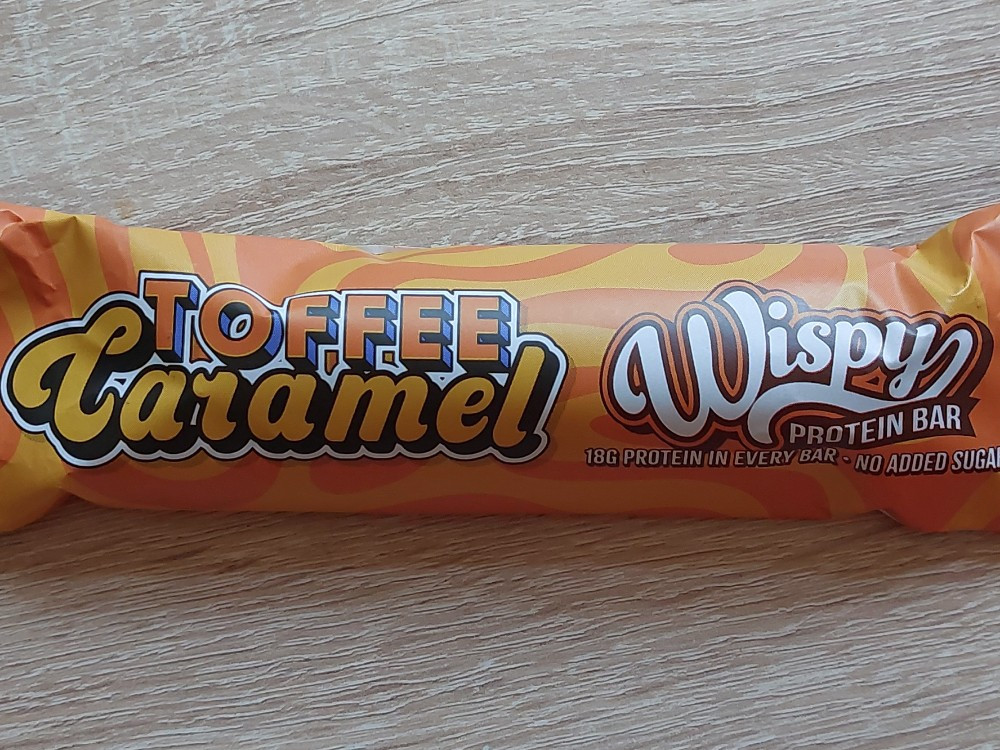 TOFFEE
Caramel
Wispy
PROTEIN BAR
18G PROTEIN IN EVERY BAR - NO ADDED SUGAR